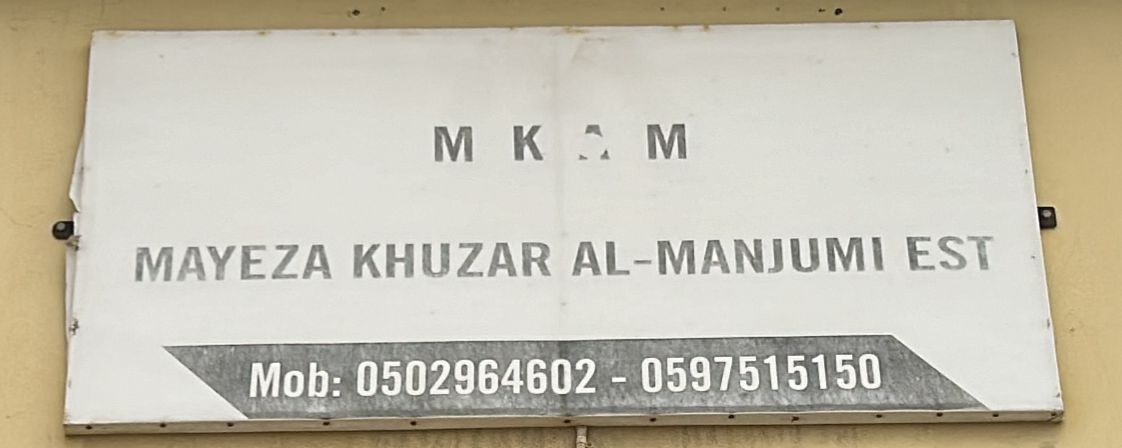 M K A M
MAYEZA KHUZAR AL-MANJUMI EST
Mob: 0502964602 - 0597515150